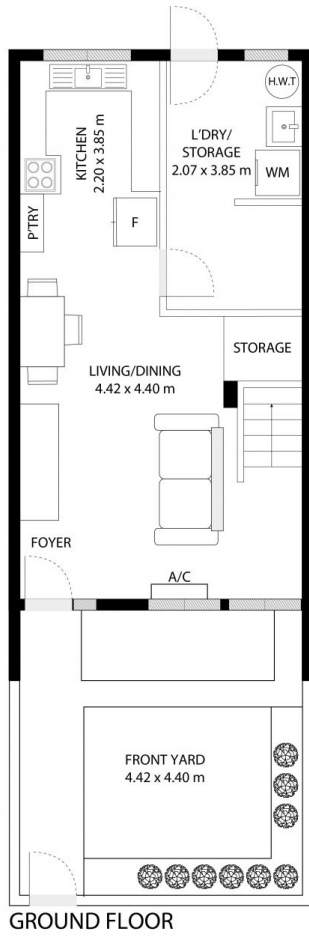 H.W.T
KITCHEN
2.20 x 3.85 m
L'DRY/
STORAGE
2.07 x 3.85 m
WM
P'TRY
F
STORAGE
LIVING/DINING
4.42 x 4.40 m
FOYER
A/C
FRONT YARD
4.42 x 4.40 m
GROUND FLOOR